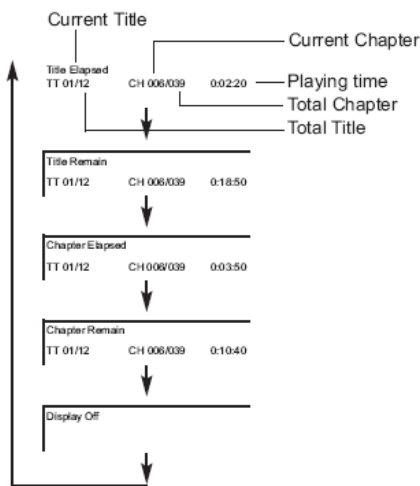 Current Title
Current Chapter
Title Elapsed
TT 01/12 CH 006/039 0:02:20
Playing time
Total Chapter
Total Title
Title Remain
TT 01/12 CH 006/039 0:18:50
Chapter Elapsed
TT 01/12 CH 006/039 0:03:50
Chapter Remain
TT 01/12 CH 006/039 0:10:40
Display Off